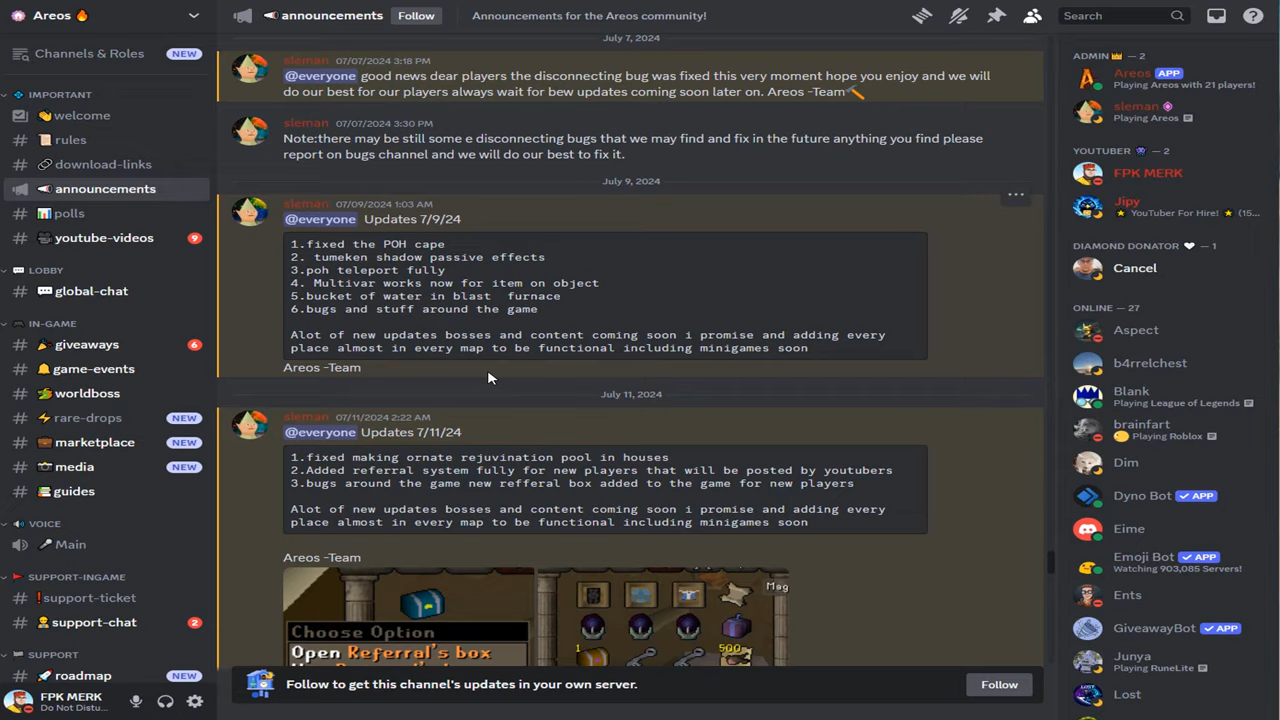 Areos 🔥
announcements
Follow
Announcements for the Areos community!
Search
Channels & Roles
NEW
IMPORTANT
welcome
rules
download-links
announcements
polls
youtube-videos
9
LOBBY
global-chat
IN-GAME
giveaways
6
game-events
worldboss
rare-drops
NEW
marketplace
NEW
media
NEW
guides
VOICE
Main
SUPPORT-INGAME
support-ticket
support-chat
2
SUPPORT
roadmap
NEW
FPK MERK
Do Not Distu...
July 7, 2024
sleman 07/07/2024 3:18 PM
@everyone good news dear players the disconnecting bug was fixed this very moment hope you enjoy and we will
do our best for our players always wait for bew updates coming soon later on. Areos -Team
sleman 07/07/2024 3:30 PM
Note:there may be still some e disconnecting bugs that we may find and fix in the future anything you find please
report on bugs channel and we will do our best to fix it.
July 9, 2024
sleman 07/09/2024 1:03 AM
@everyone Updates 7/9/24
1.fixed the POH cape
2. tumeken shadow passive effects
3.poh teleport fully
4. Multivar works now for item on object
5.bucket of water in blast furnace
6.bugs and stuff around the game
Alot of new updates bosses and content coming soon i promise and adding every
place almost in every map to be functional including minigames soon
Areos -Team
July 11, 2024
sleman 07/11/2024 2:22 AM
@everyone Updates 7/11/24
1.fixed making ornate rejuvination pool in houses
2.Added referral system fully for new players that will be posted by youtubers
3.bugs around the game new refferal box added to the game for new players
Alot of new updates bosses and content coming soon i promise and adding every
place almost in every map to be functional including minigames soon
Areos -Team
Choose Option
Open Referral's box
Mag
1
500
Follow to get the channel's updates in your own server.
Follow
ADMIN — 2
Areos APP
Playing Areos with 21 players!
sleman
Playing Areos
YOUTUBER — 2
FPK MERK
Jipy
YouTuber For Hire! (15...
DIAMOND DONATOR — 1
Cancel
ONLINE — 27
Aspect
b4rrelchest
Blank
Playing League of Legends
brainfart
Playing Roblox
Dim
Dyno Bot ✓ APP
Eime
Emoji Bot ✓ APP
Watching 903,085 Servers!
Ents
GiveawayBot ✓ APP
Junya
Playing RuneLite
Lost